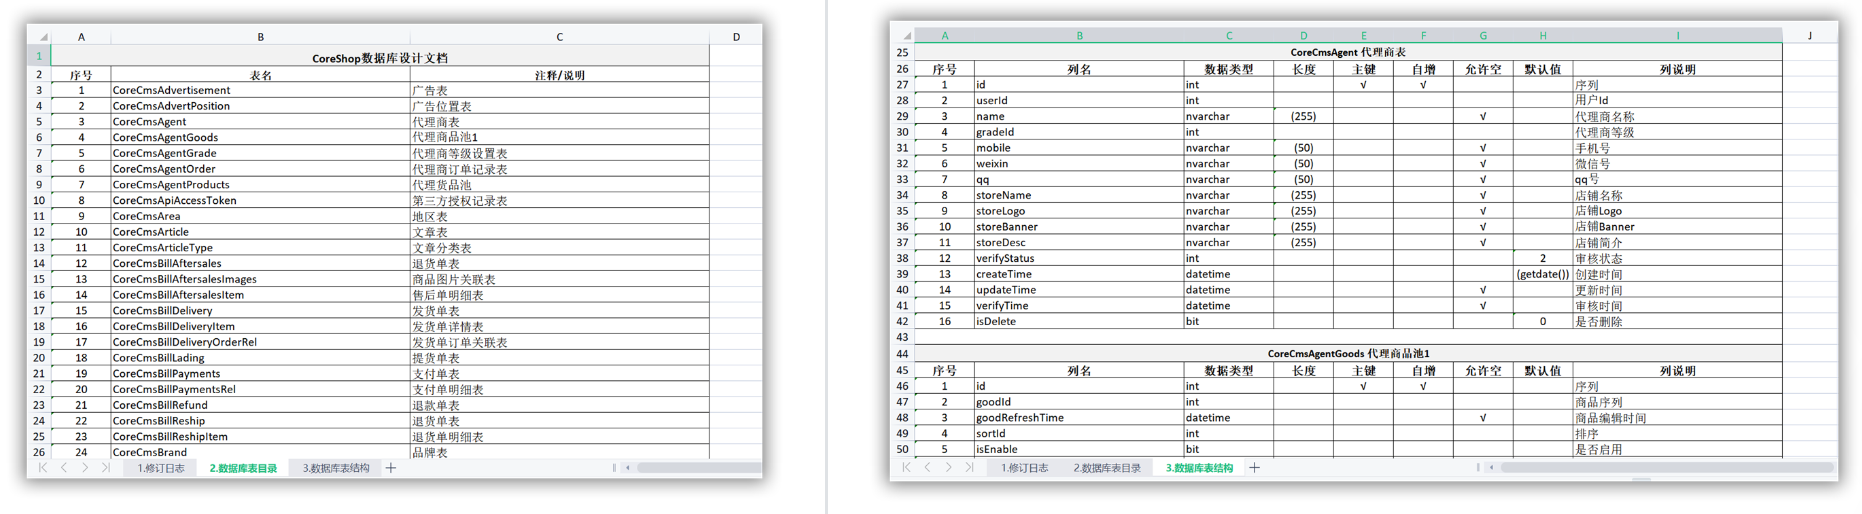 A B C D
1 CoreShop数据库设计文档
2 序号 表名 注释/说明
3 1 CoreCmsAdvertisement 广告表
4 2 CoreCmsAdvertPosition 广告位置表
5 3 CoreCmsAgent 代理商表
6 4 CoreCmsAgentGoods 代理商品池1
7 5 CoreCmsAgentGrade 代理商等级设置表
8 6 CoreCmsAgentOrder 代理商订单记录表
9 7 CoreCmsAgentProducts 代理货品池
10 8 CoreCmsApiAccessToken 第三方授权记录表
11 9 CoreCmsArea 地区表
12 10 CoreCmsArticle 文章表
13 11 CoreCmsArticleType 文章分类表
14 12 CoreCmsBillAftersales 退货单表
15 13 CoreCmsBillAftersalesImages 商品图片关联表
16 14 CoreCmsBillAftersalesItem 售后单明细表
17 15 CoreCmsBillDelivery 发货单表
18 16 CoreCmsBillDeliveryItem 发货单详情表
19 17 CoreCmsBillDeliveryOrderRel 发货单订单关联表
20 18 CoreCmsBillLading 提货单表
21 19 CoreCmsBillPayments 支付单表
22 20 CoreCmsBillPaymentsRel 支付单明细表
23 21 CoreCmsBillRefund 退款单表
24 22 CoreCmsBillReship 退货单表
25 23 CoreCmsBillReshipItem 退货单明细表
26 24 CoreCmsBrand 品牌表
1.修订日志 2.数据库表目录 3.数据库表结构
A B C D E F G H I J
25 CoreCmsAgent 代理商表
26 序号 列名 数据类型 长度 主键 自增 允许空 默认值 列说明
27 1 id int √ √ 序列
28 2 userId int 用户Id
29 3 name nvarchar (255) √ 代理商名称
30 4 gradeId int 代理商等级
31 5 mobile nvarchar (50) √ 手机号
32 6 weixin nvarchar (50) √ 微信号
33 7 qq nvarchar (50) √ qq号
34 8 storeName nvarchar (255) √ 店铺名称
35 9 storeLogo nvarchar (255) √ 店铺Logo
36 10 storeBanner nvarchar (255) √ 店铺Banner
37 11 storeDesc nvarchar (255) √ 店铺简介
38 12 verifyStatus int 2 审核状态
39 13 createTime datetime (getdate()) 创建时间
40 14 updateTime datetime √ 更新时间
41 15 verifyTime datetime √ 审核时间
42 16 isDelete bit 0 是否删除
43
44 CoreCmsAgentGoods 代理商品池1
45 序号 列名 数据类型 长度 主键 自增 允许空 默认值 列说明
46 1 id int √ √ 序列
47 2 goodId int 商品序列
48 3 goodRefreshTime datetime √ 商品编辑时间
49 4 sortId int 排序
50 5 isEnable bit 是否启用
1.修订日志 2.数据库表目录 3.数据库表结构